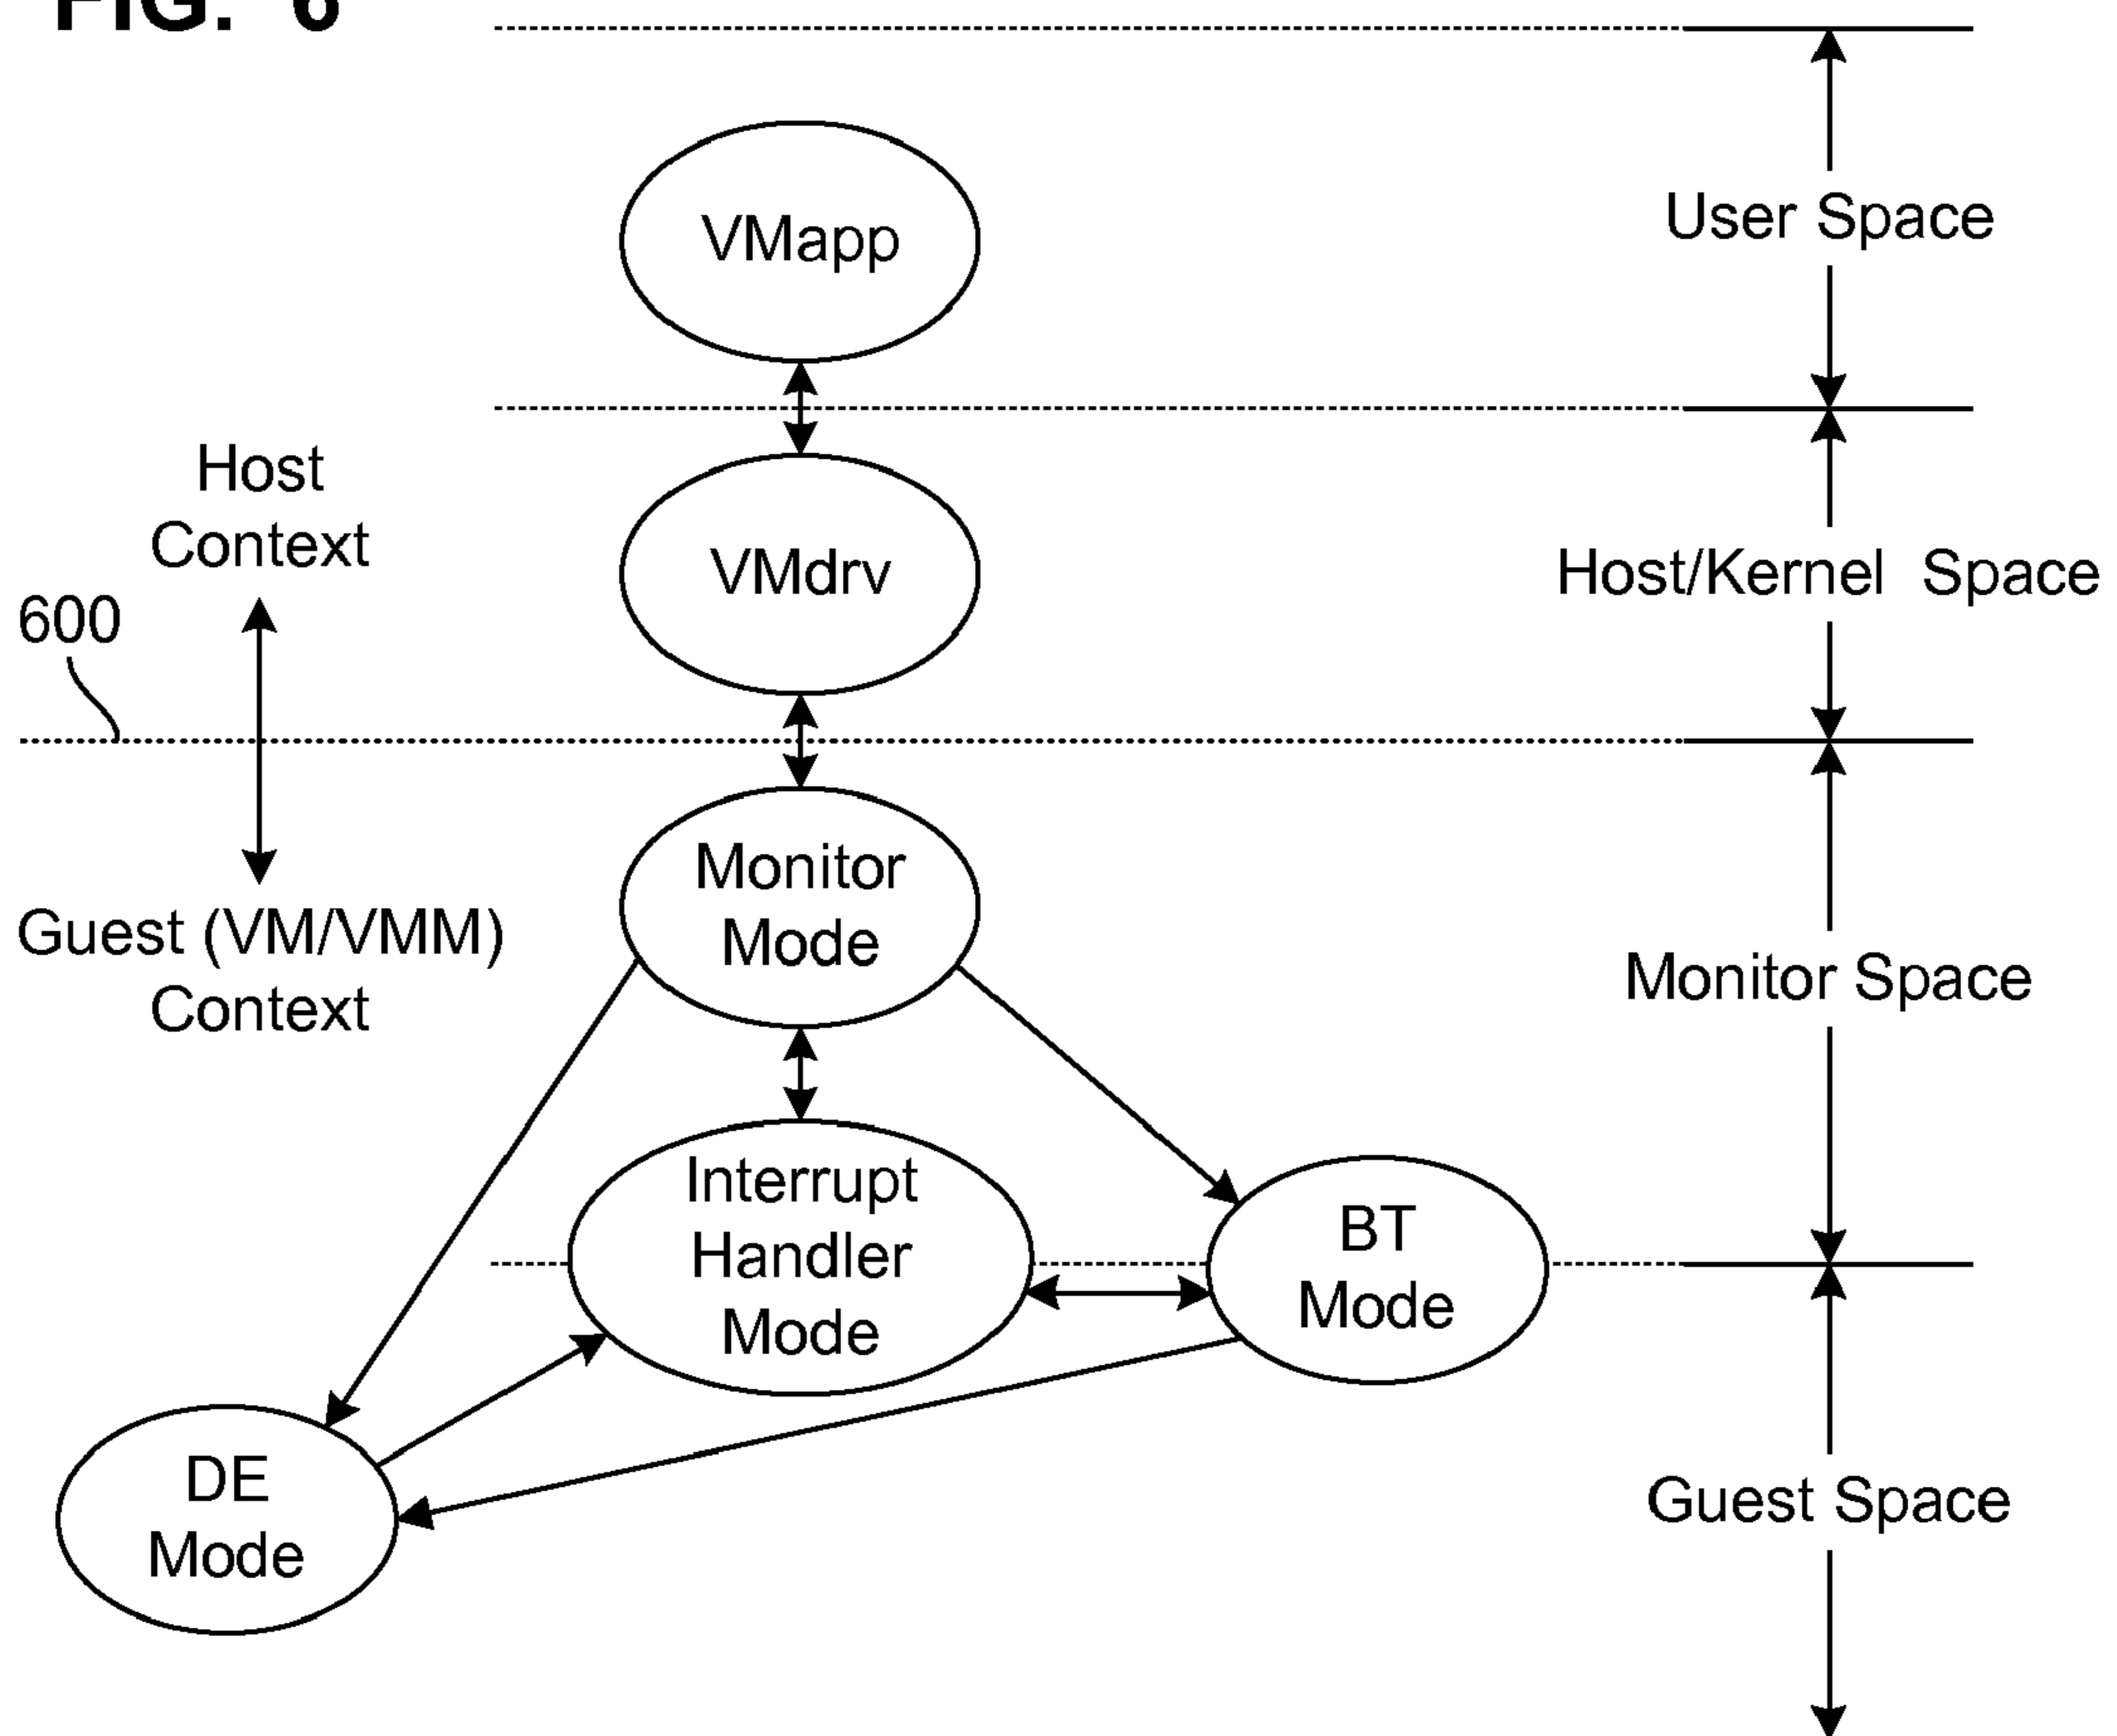 FIG. 6
VMapp
User Space
Host
Context
VMdrv
Host/Kernel Space
600
Monitor
Mode
Guest (VM/VMM)
Context
Monitor Space
Interrupt
Handler
Mode
BT
Mode
DE
Mode
Guest Space